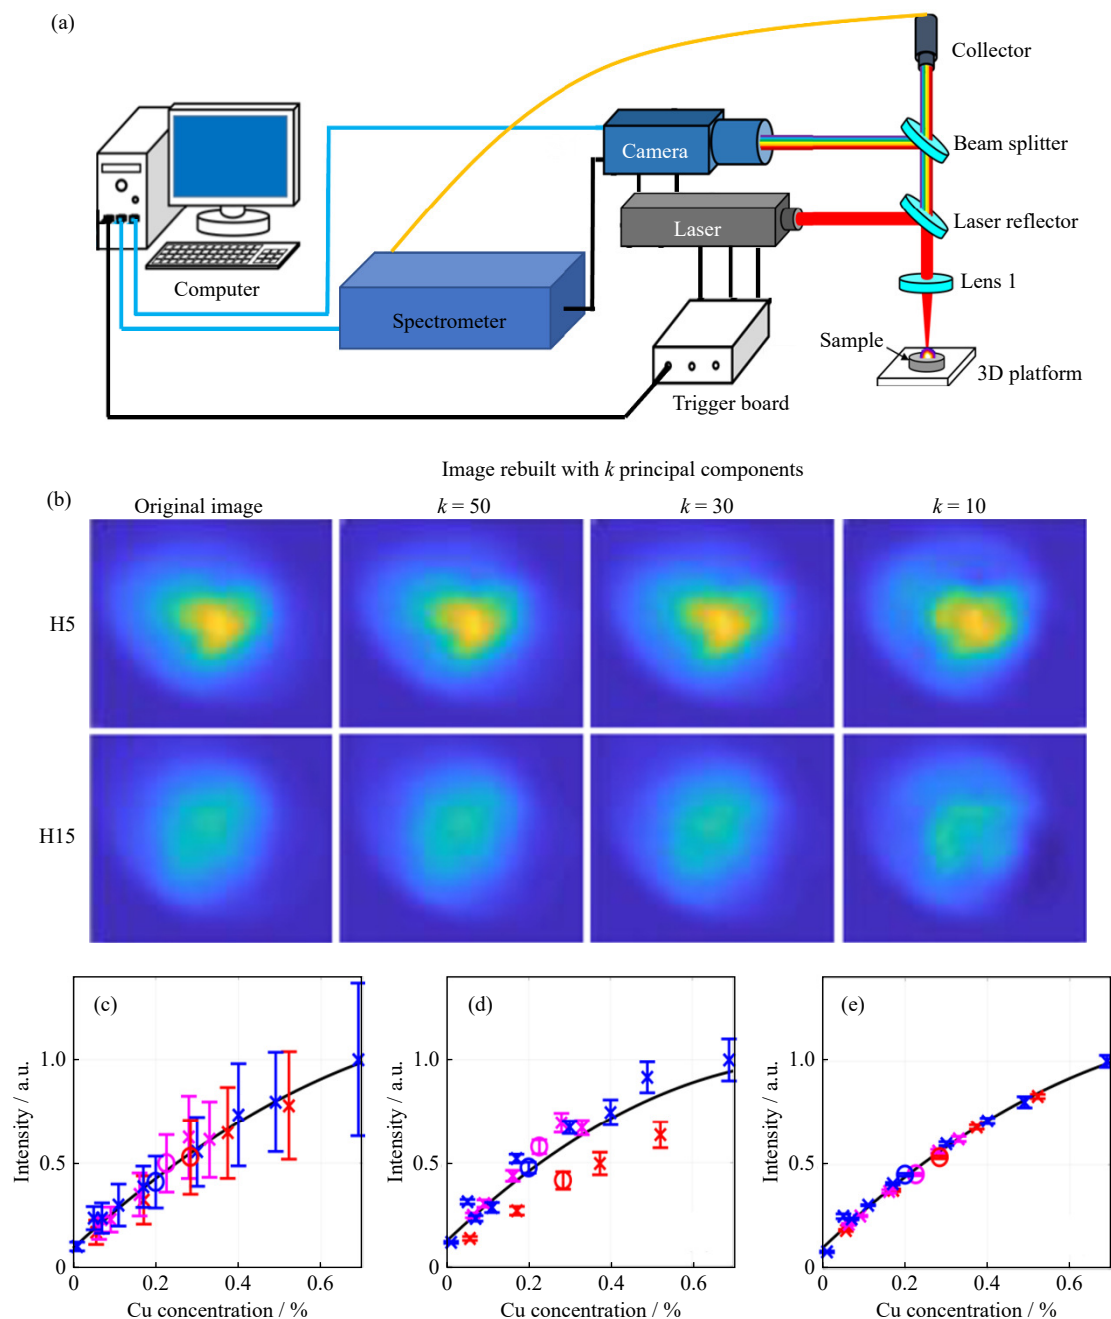 (a)
Collector
Camera
Beam splitter
Laser
Laser reflector
Computer
Lens 1
Spectrometer
Sample
3D platform
Trigger board
Image rebuilt with k principal components
(b)
Original image
k = 50
k = 30
k = 10
H5
H15
(c)
1.0
0.5
0
0
0.2
0.4
0.6
Intensity / a.u.
Cu concentration / %
(d)
1.0
0.5
0
0
0.2
0.4
0.6
Intensity / a.u.
Cu concentration / %
(e)
1.0
0.5
0
0
0.2
0.4
0.6
Intensity / a.u.
Cu concentration / %